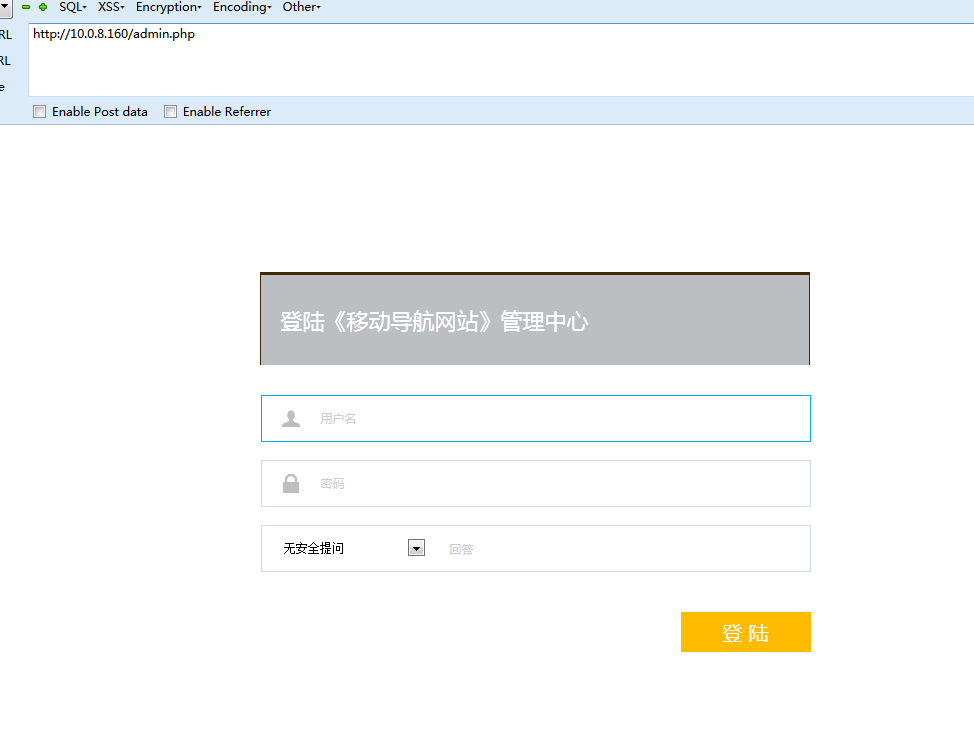 SQL XSS Encryption Encoding Other
RL
http://10.0.8.160/admin.php
RL
e
Enable Post data Enable Referrer
登陆《移动导航网站》管理中心
用户名
密码
无安全提问 回答
登 陆